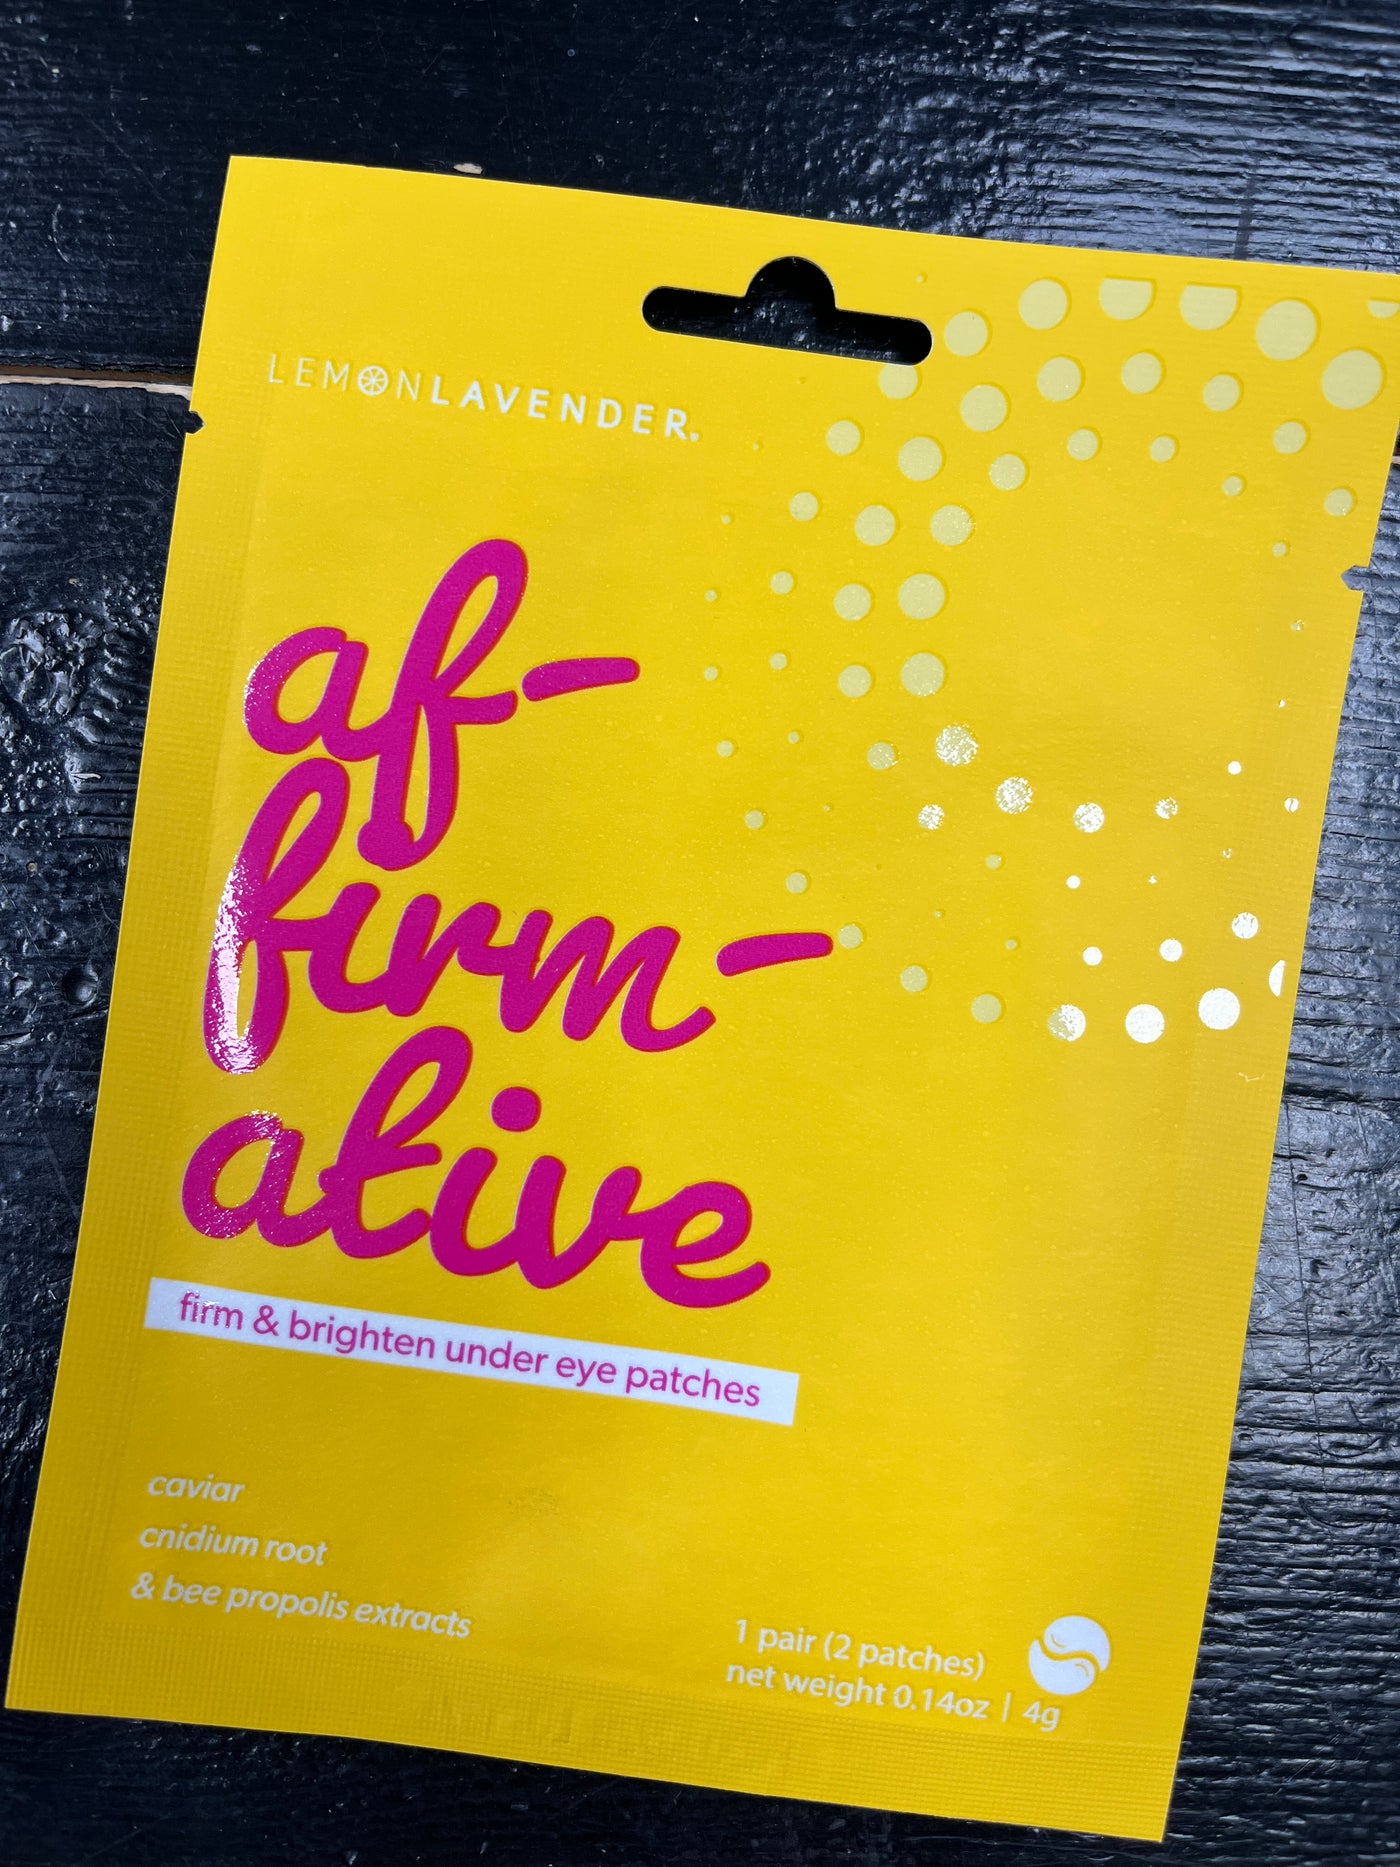 LEMONLAVENDER.
af-
firm-
ative
firm & brighten under eye patches
caviar
cnidium root
& bee propolis extracts
1 pair (2 patches)
net weight 0.14oz | 4g